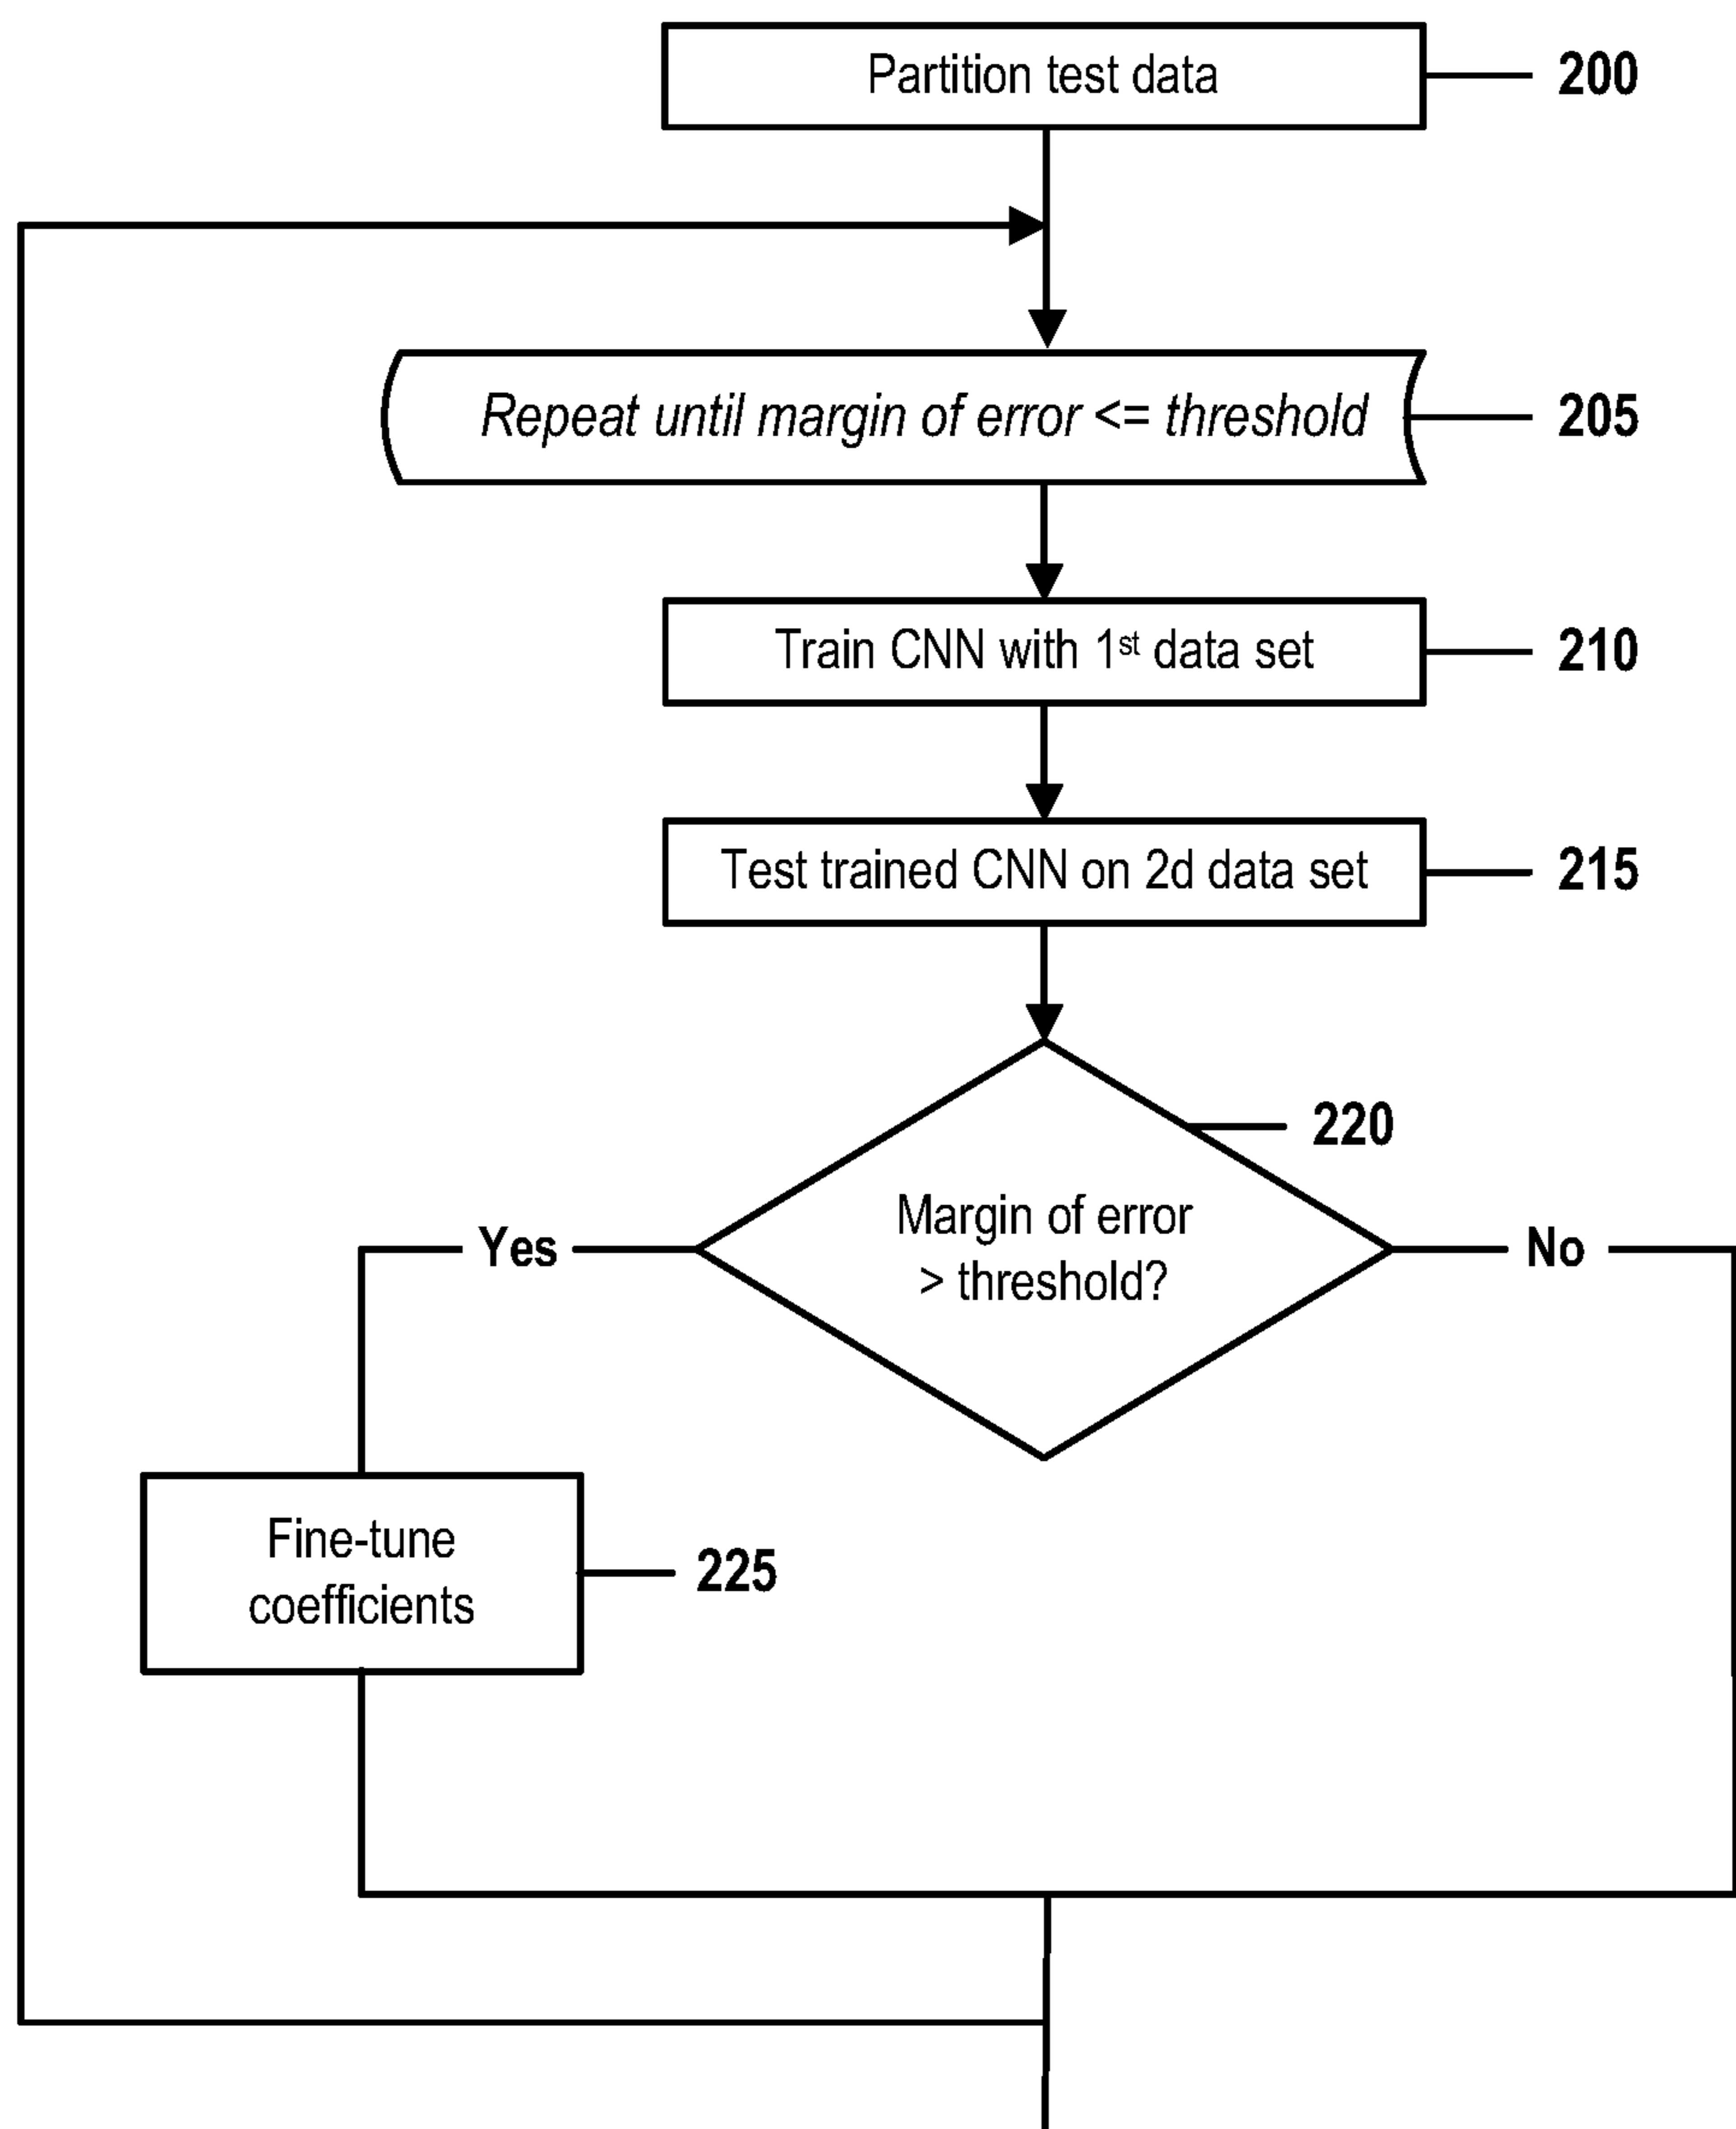 Partition test data
200
Repeat until margin of error <= threshold
205
Train CNN with 1st data set
210
Test trained CNN on 2d data set
215
220
Margin of error
> threshold?
Yes
No
Fine-tune
coefficients
225